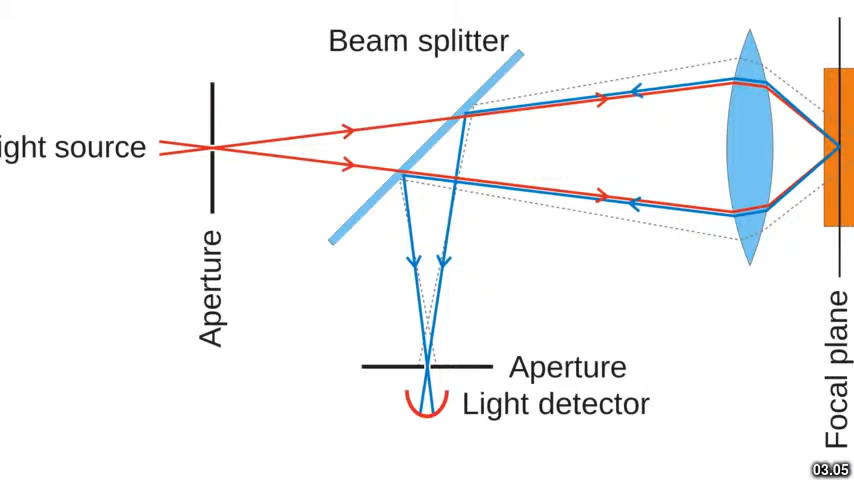 Beam splitter
ight source
Aperture
Aperture
Light detector
Focal plane
03.05